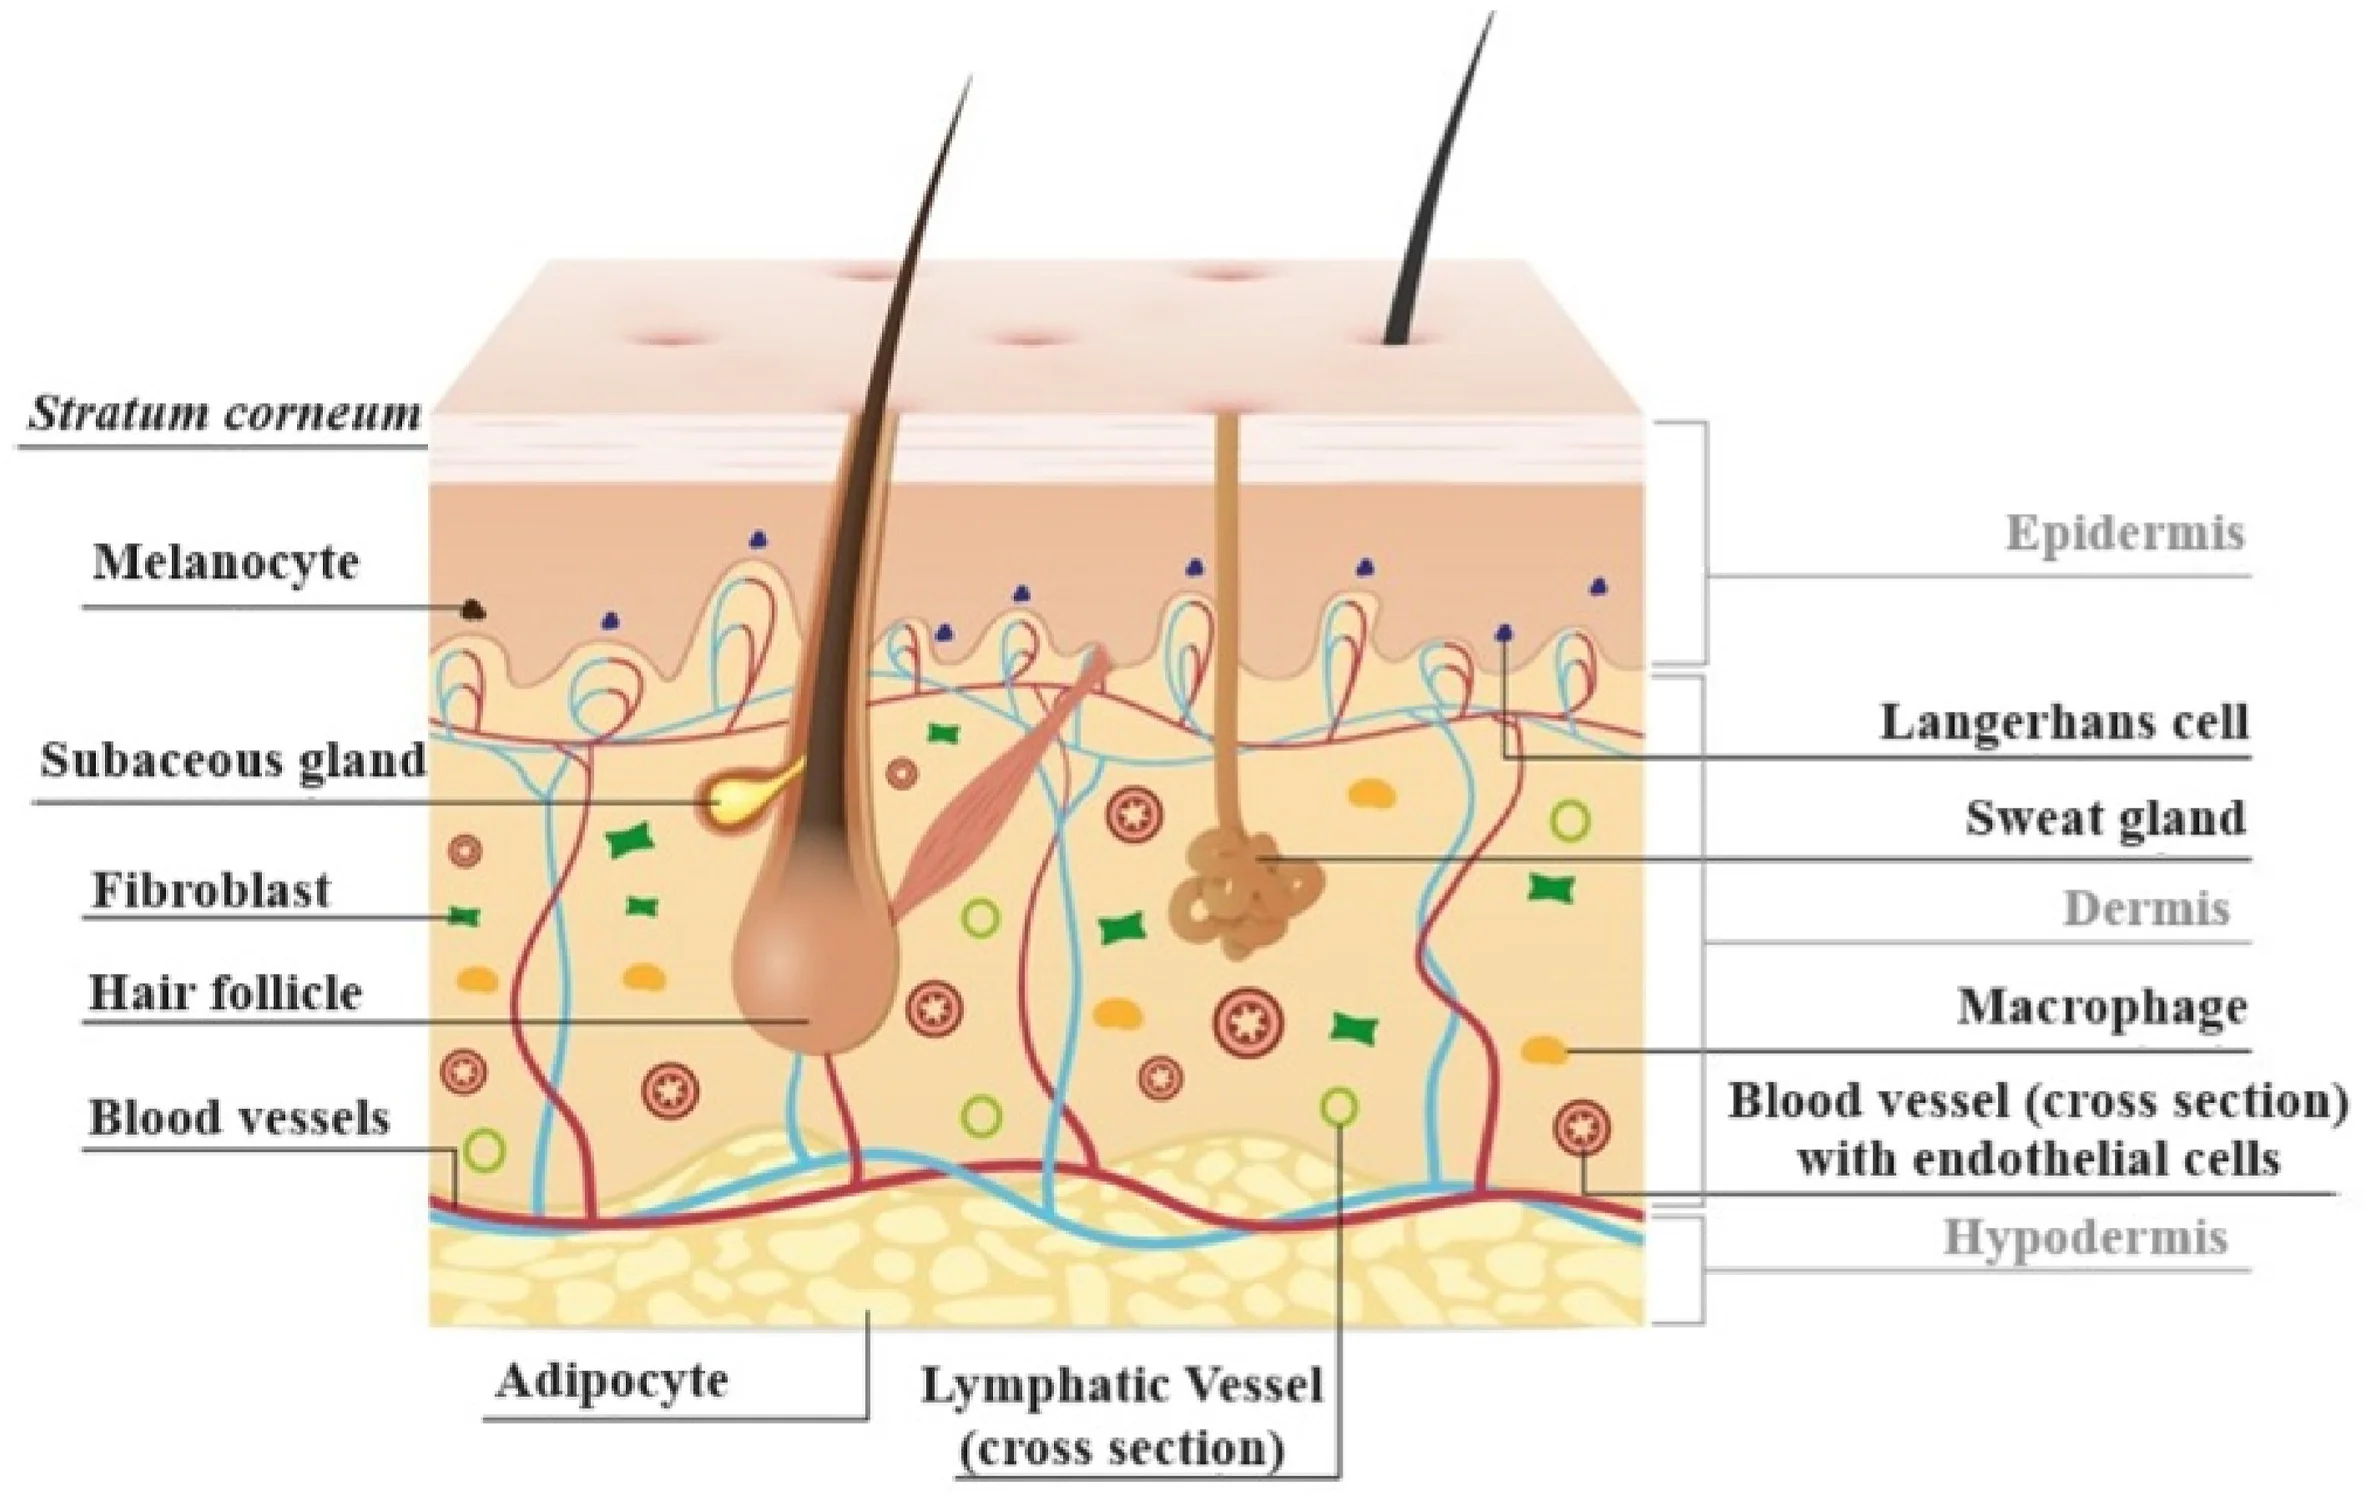 Stratum corneum
Melanocyte
Subaceous gland
Fibroblast
Hair follicle
Blood vessels
Adipocyte
Lymphatic Vessel
(cross section)
Epidermis
Langerhans cell
Sweat gland
Dermis
Macrophage
Blood vessel (cross section)
with endothelial cells
Hypodermis